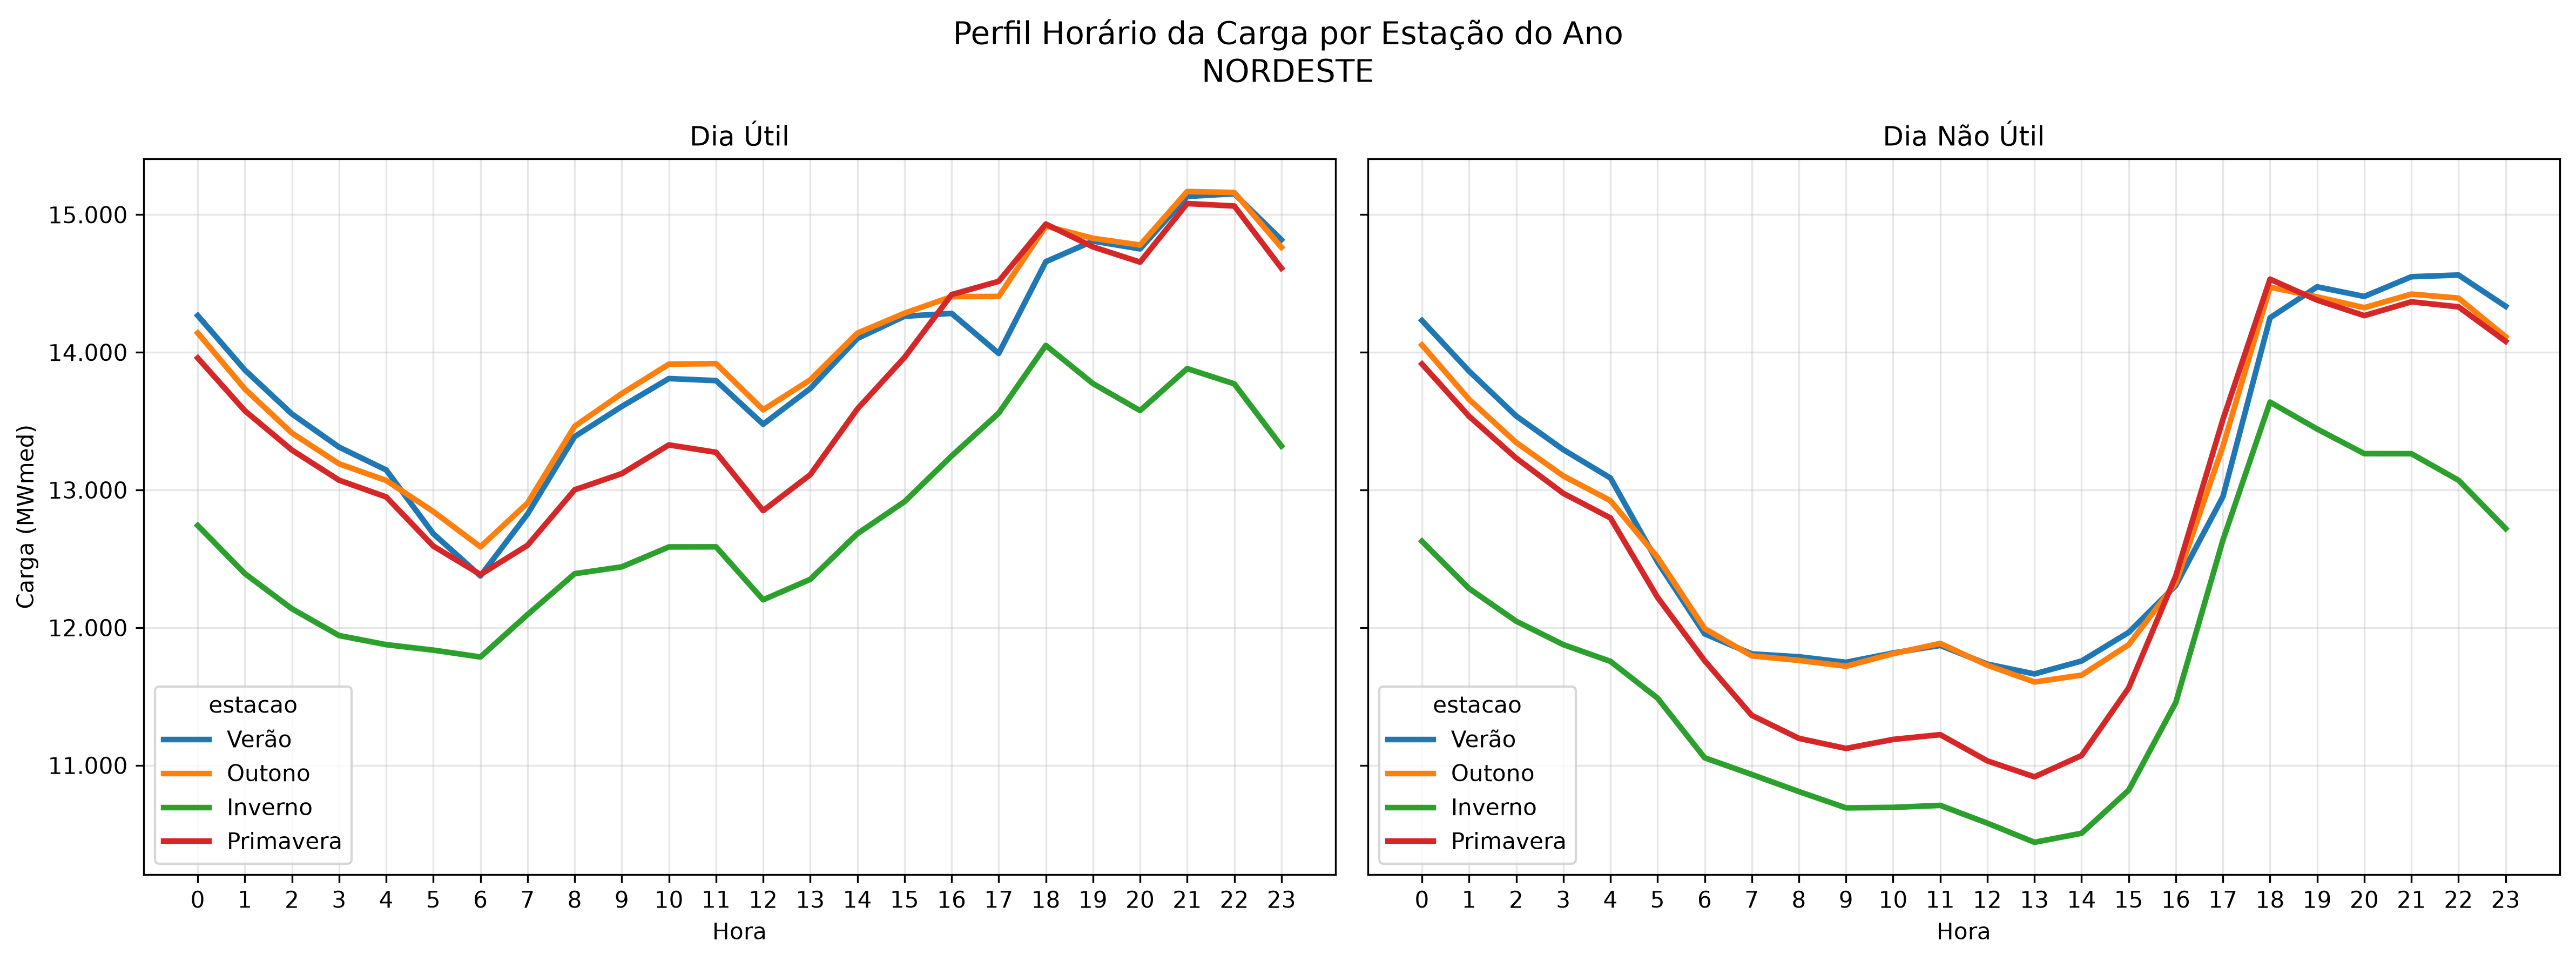 Perfil Horário da Carga por Estação do Ano
NORDESTE
Dia Útil
Dia Não Útil
Carga (MWmed)
15.000
14.000
13.000
12.000
11.000
estacao
Verão
Outono
Inverno
Primavera
estacao
Verão
Outono
Inverno
Primavera
0 1 2 3 4 5 6 7 8 9 10 11 12 13 14 15 16 17 18 19 20 21 22 23
0 1 2 3 4 5 6 7 8 9 10 11 12 13 14 15 16 17 18 19 20 21 22 23
Hora
Hora